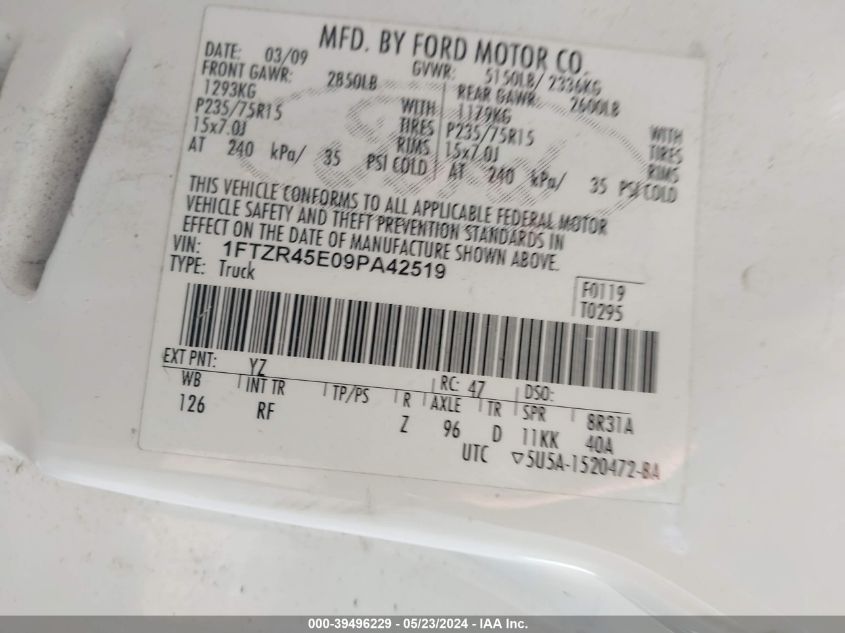 MFD. BY FORD MOTOR CO.
DATE: 03/09 GVWR: 5150LB/ 2336KG
FRONT GAWR: 2850LB REAR GAWR: 2600LB
1293KG WITH 1179KG WITH
P235/75R15 TIRES P235/75R15 TIRES
15x7.0J RIMS 15x7.0J RIMS
AT 240 kPa/ 35 PSI COLD AT 240 kPa/ 35 PSI COLD
THIS VEHICLE CONFORMS TO ALL APPLICABLE FEDERAL MOTOR
VEHICLE SAFETY AND THEFT PREVENTION STANDARDS IN
EFFECT ON THE DATE OF MANUFACTURE SHOWN ABOVE.
VIN: 1FTZR45E09PA42519
TYPE: Truck
F0119
T0295
EXT PNT: YZ RC: 47 DSO:
WB INT TR TP/PS R AXLE TR SPR 8R31A
126 RF Z 96 D 11KK 40A
UTC ▽5U5A-1520472-BA
000-39496229 - 05/23/2024 - IAA Inc.